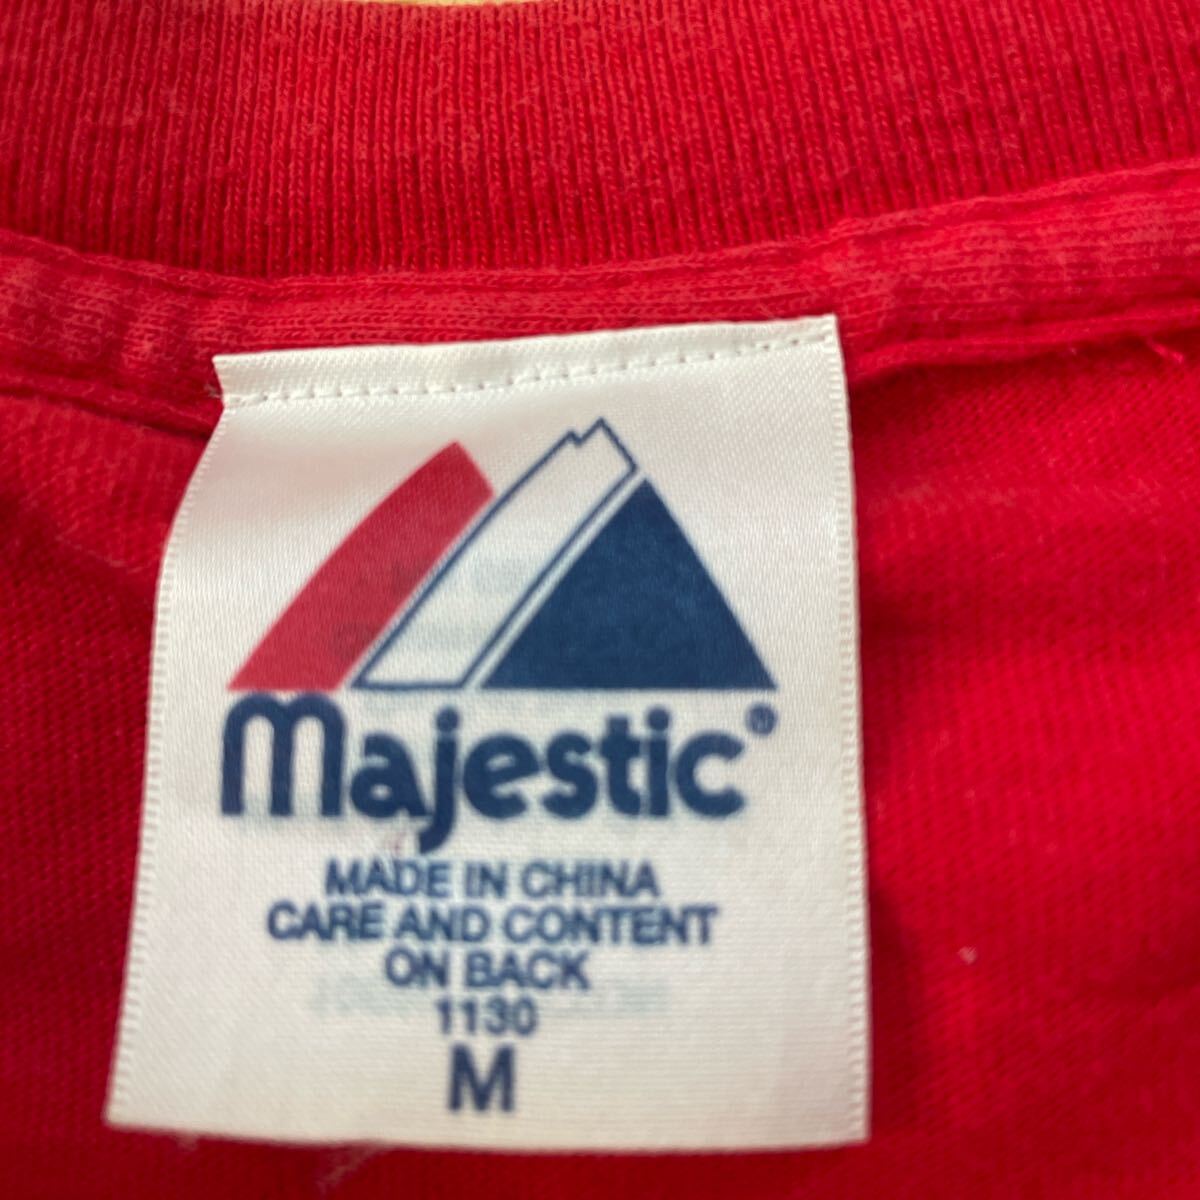 majestic®
MADE IN CHINA
CARE AND CONTENT
ON BACK
1130
M